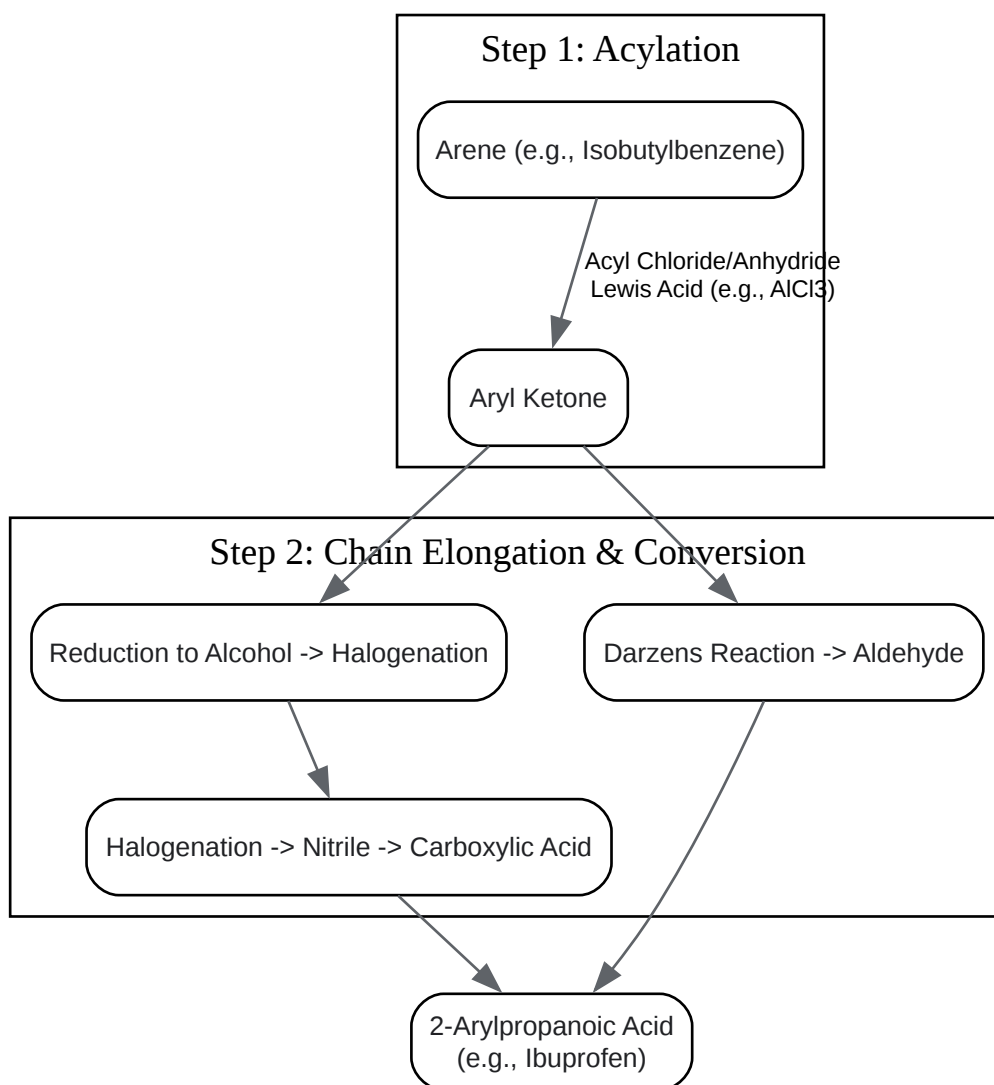 Step 1: Acylation
Arene (e.g., Isobutylbenzene)
Acyl Chloride/Anhydride
Lewis Acid (e.g., AlCl3)
Aryl Ketone
Step 2: Chain Elongation & Conversion
Reduction to Alcohol -> Halogenation
Darzens Reaction -> Aldehyde
Halogenation -> Nitrile -> Carboxylic Acid
2-Arylpropanoic Acid
(e.g., Ibuprofen)